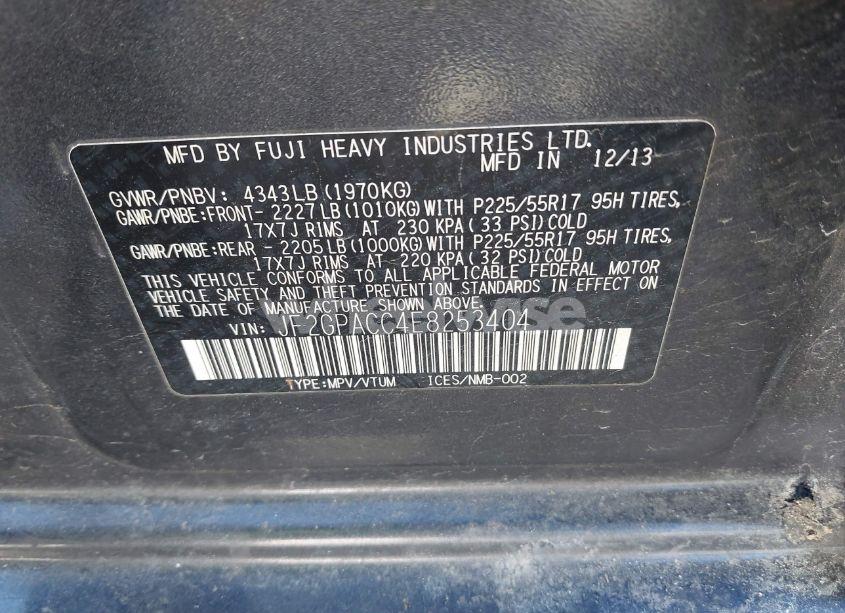 MFD BY FUJI HEAVY INDUSTRIES LTD.
MFD IN 12/13
GVWR/PNBV: 4343LB (1970KG)
GAWR/PNBE:FRONT- 2227LB (1010KG) WITH P225/55R17 95H TIRES,
17X7J RIMS AT 230 KPA (33 PSI) COLD
GAWR/PNBE:REAR - 2205LB (1000KG) WITH P225/55R17 95H TIRES,
17X7J RIMS AT 220 KPA (32 PSI) COLD
THIS VEHICLE CONFORMS TO ALL APPLICABLE FEDERAL MOTOR
VEHICLE SAFETY AND THEFT PREVENTION STANDARDS IN EFFECT ON
THE DATE OF MANUFACTURE SHOWN ABOVE.
VIN: JF2GPACC4E8253404
TYPE:MPV/VTUM ICES/NMB-002